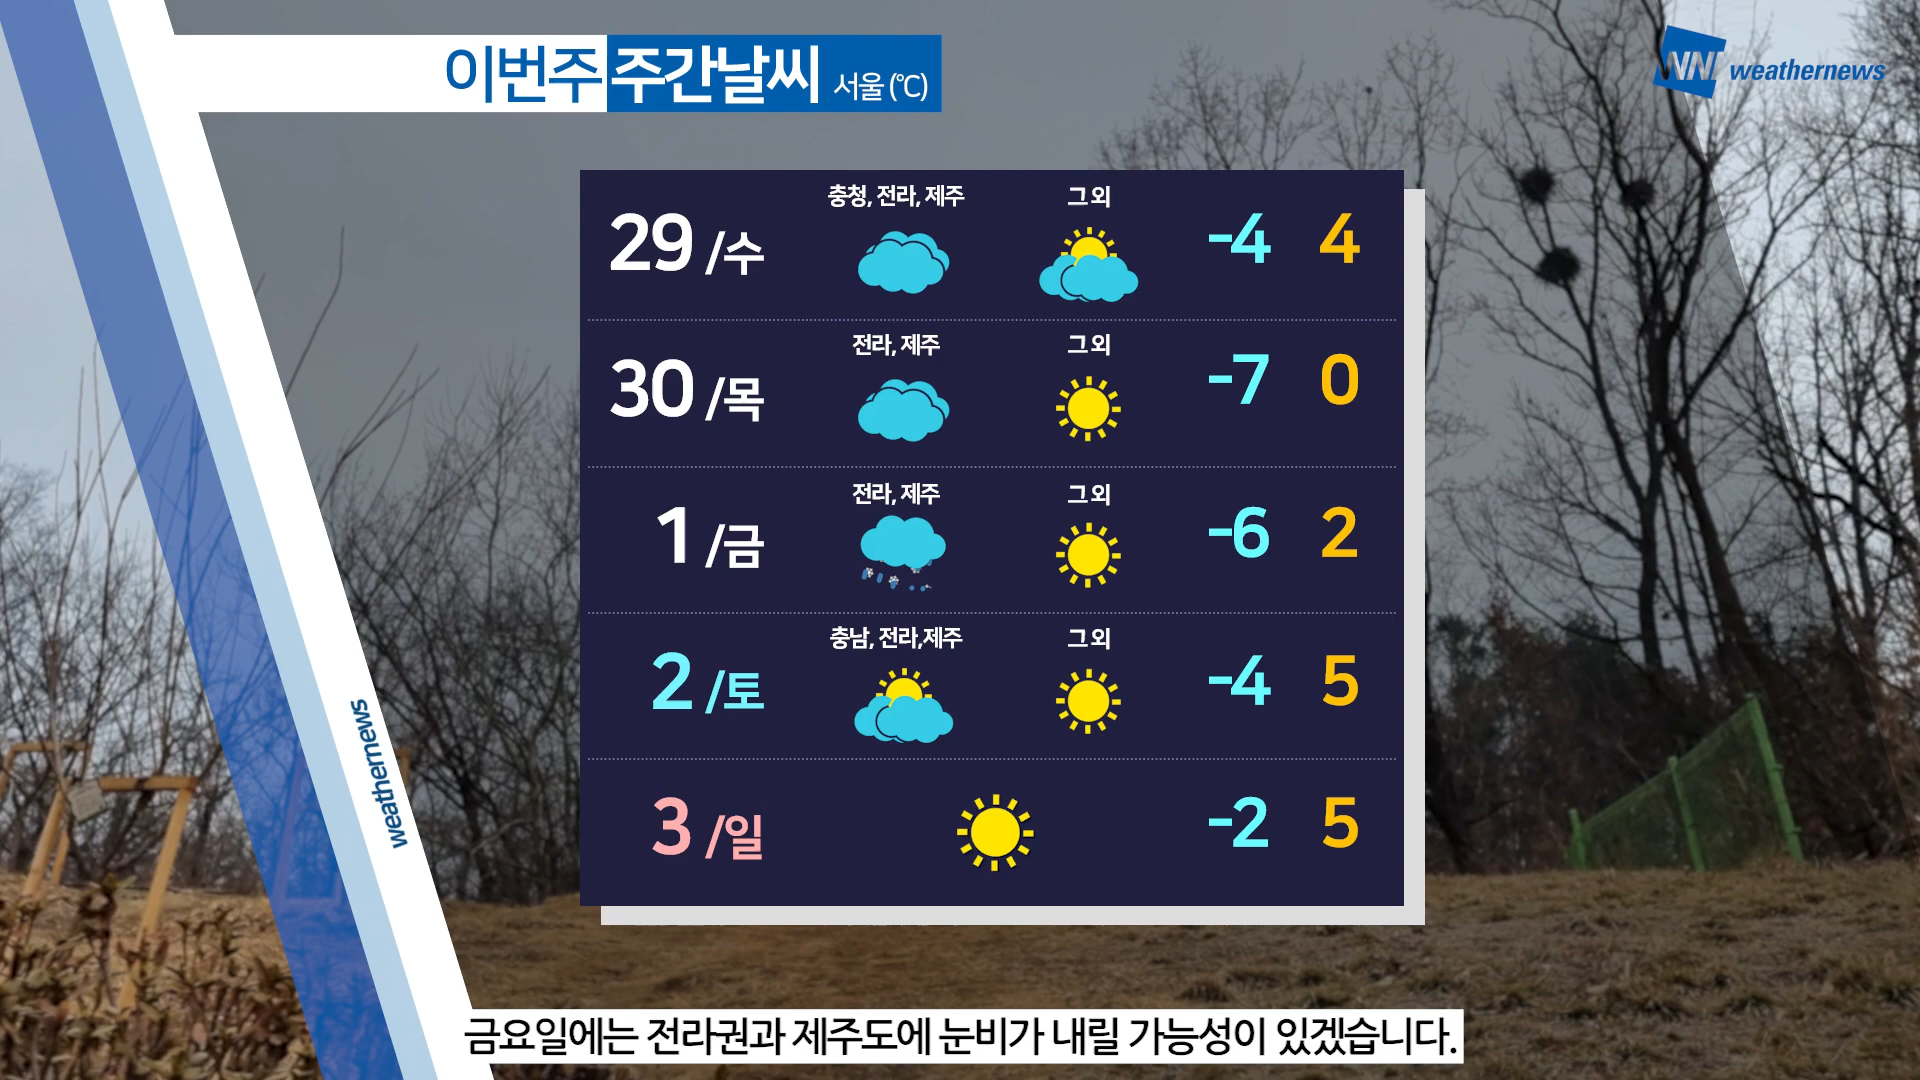 이번주 주간날씨 서울 (℃)
weathernews
충청, 전라, 제주 그 외
29 /수 -4 4
전라, 제주 그 외
30 /목 -7 0
전라, 제주 그 외
1 /금 -6 2
충남, 전라,제주 그 외
2 /토 -4 5
3 /일 -2 5
weathernews
금요일에는 전라권과 제주도에 눈비가 내릴 가능성이 있겠습니다.